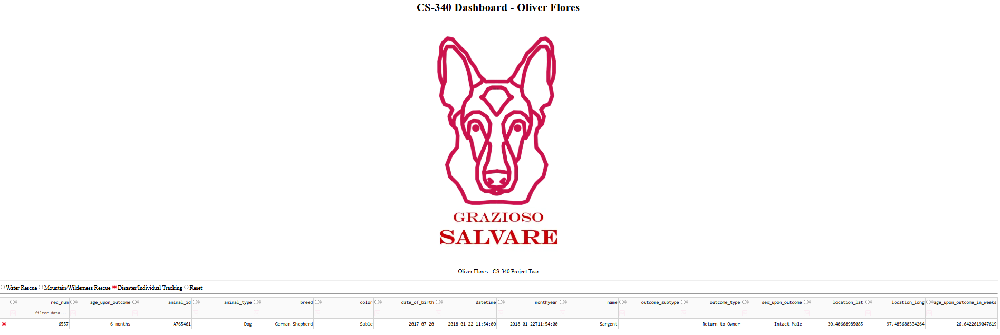 CS-340 Dashboard - Oliver Flores
GRAZIOSO
SALVARE
Oliver Flores - CS-340 Project Two
Water Rescue Mountain/Wilderness Rescue Disaster/Individual Tracking Reset
rec_num age_upon_outcome animal_id animal_type breed color date_of_birth datetime monthyear name outcome_subtype outcome_type sex_upon_outcome location_lat location_long age_upon_outcome_in_weeks
filter data...
6557 6 months A765461 Dog German Shepherd Sable 2017-07-20 2018-01-22 11:54:00 2018-01-22T11:54:00 Sargent Return to Owner Intact Male 30.40668985085 -97.485680334264 26.6422619047619